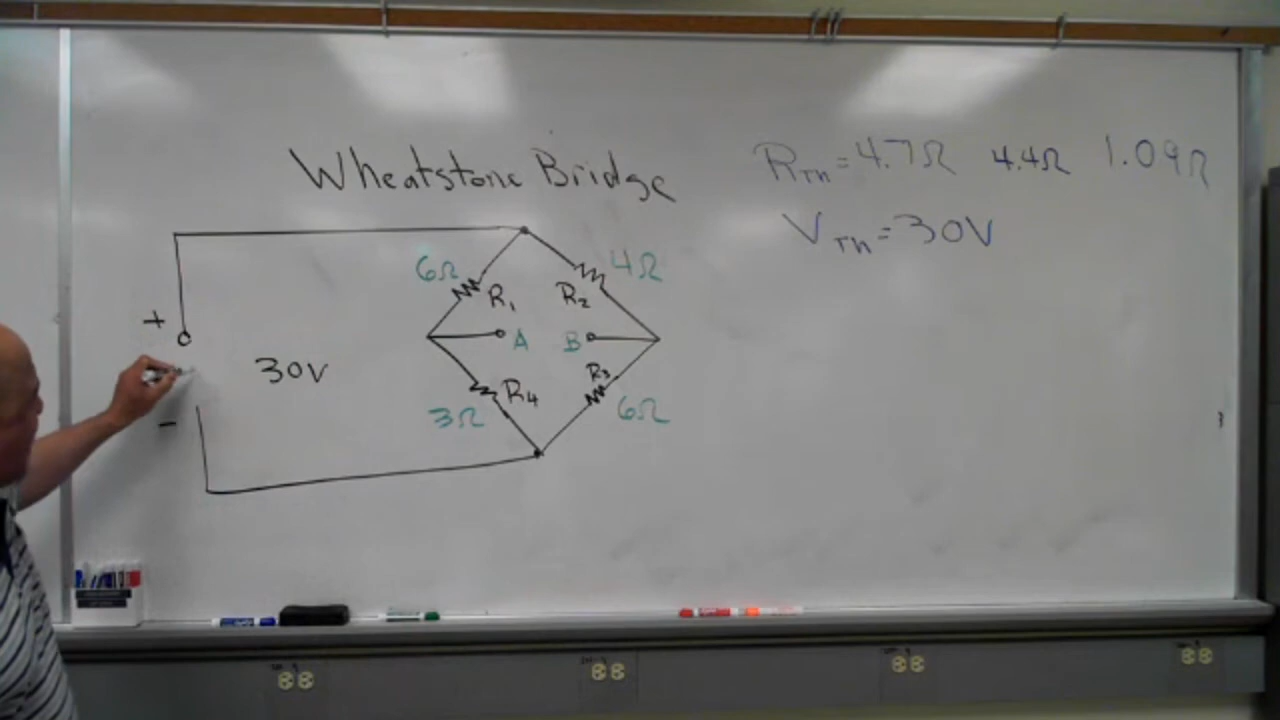 Wheatstone Bridge
R_Th = 4.7Ω 4.4Ω 1.09Ω
V_Th = 30V
6Ω R₁ R₂ 4Ω
+ A B
30V
R₄ R₃
- 3Ω 6Ω